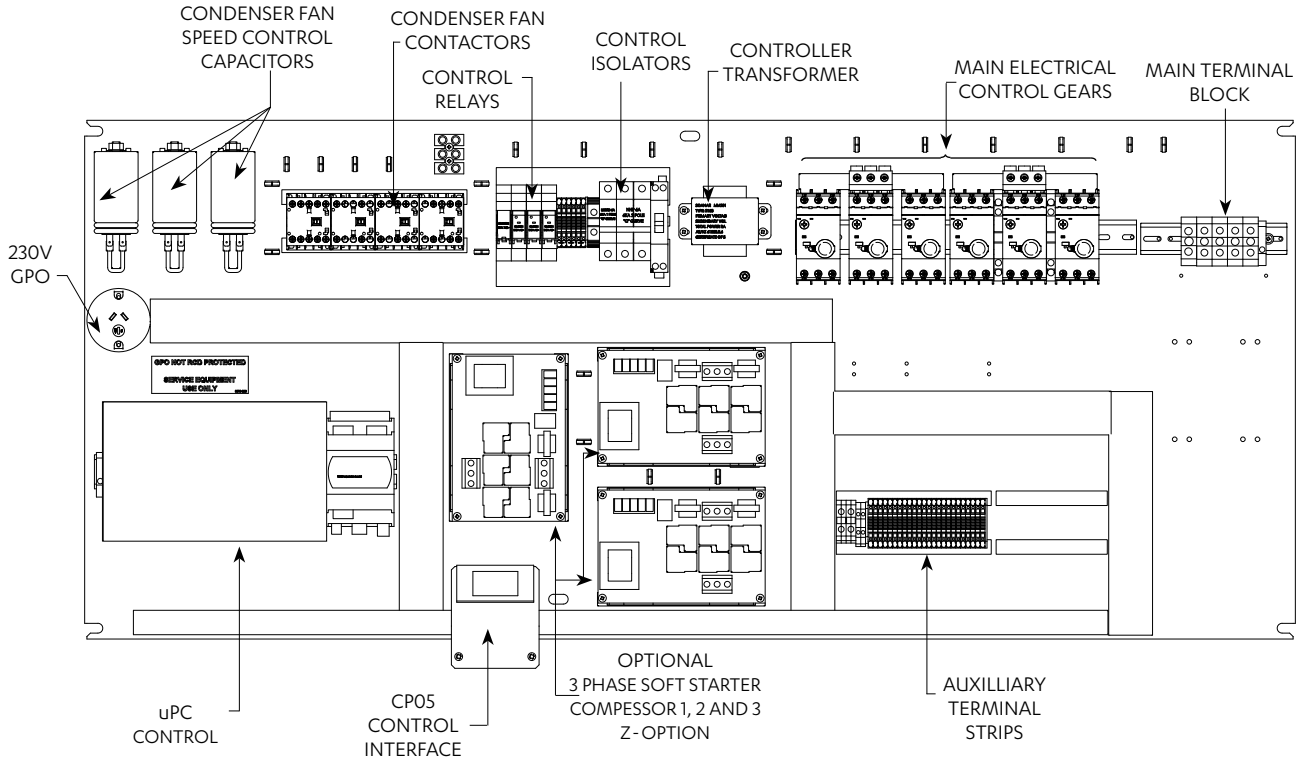 CONDENSER FAN
SPEED CONTROL
CAPACITORS
CONDENSER FAN
CONTACTORS
CONTROL
RELAYS
CONTROL
ISOLATORS
CONTROLLER
TRANSFORMER
MAIN ELECTRICAL
CONTROL GEARS
MAIN TERMINAL
BLOCK
230V
GPO
GPO NOT RCD PROTECTED
SERVICE EQUIPMENT
USE ONLY
uPC
CONTROL
CP05
CONTROL
INTERFACE
OPTIONAL
3 PHASE SOFT STARTER
COMPESSOR 1, 2 AND 3
Z-OPTION
AUXILLIARY
TERMINAL
STRIPS